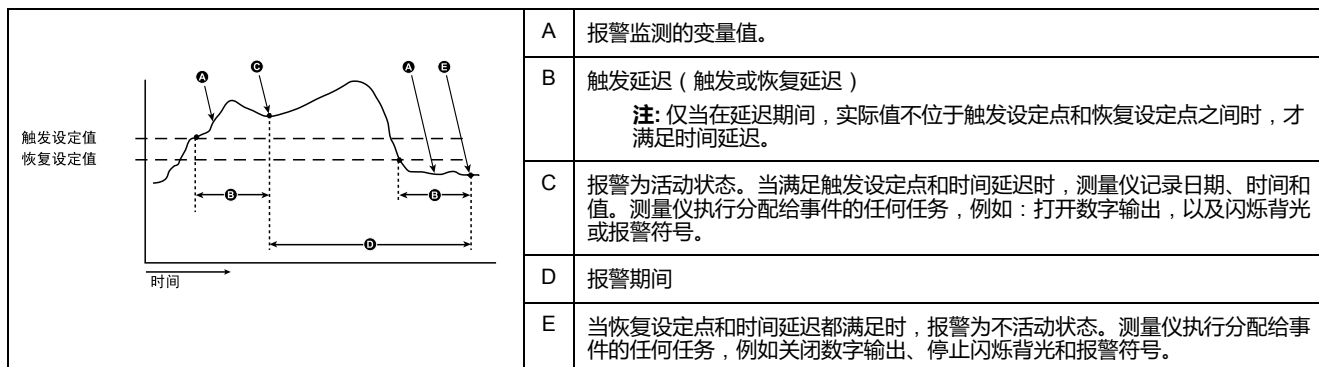 触发设定值
恢复设定值
A
C
A
E
B
B
D
时间
A
报警监测的变量值。
B
触发延迟（触发或恢复延迟）
注: 仅当在延迟期间，实际值不位于触发设定点和恢复设定点之间时，才
满足时间延迟。
C
报警为活动状态。当满足触发设定点和时间延迟时，测量仪记录日期、时间和
值。测量仪执行分配给事件的任何任务，例如：打开数字输出，以及闪烁背光
或报警符号。
D
报警期间
E
当恢复设定点和时间延迟都满足时，报警为不活动状态。测量仪执行分配给事
件的任何任务，例如关闭数字输出、停止闪烁背光和报警符号。